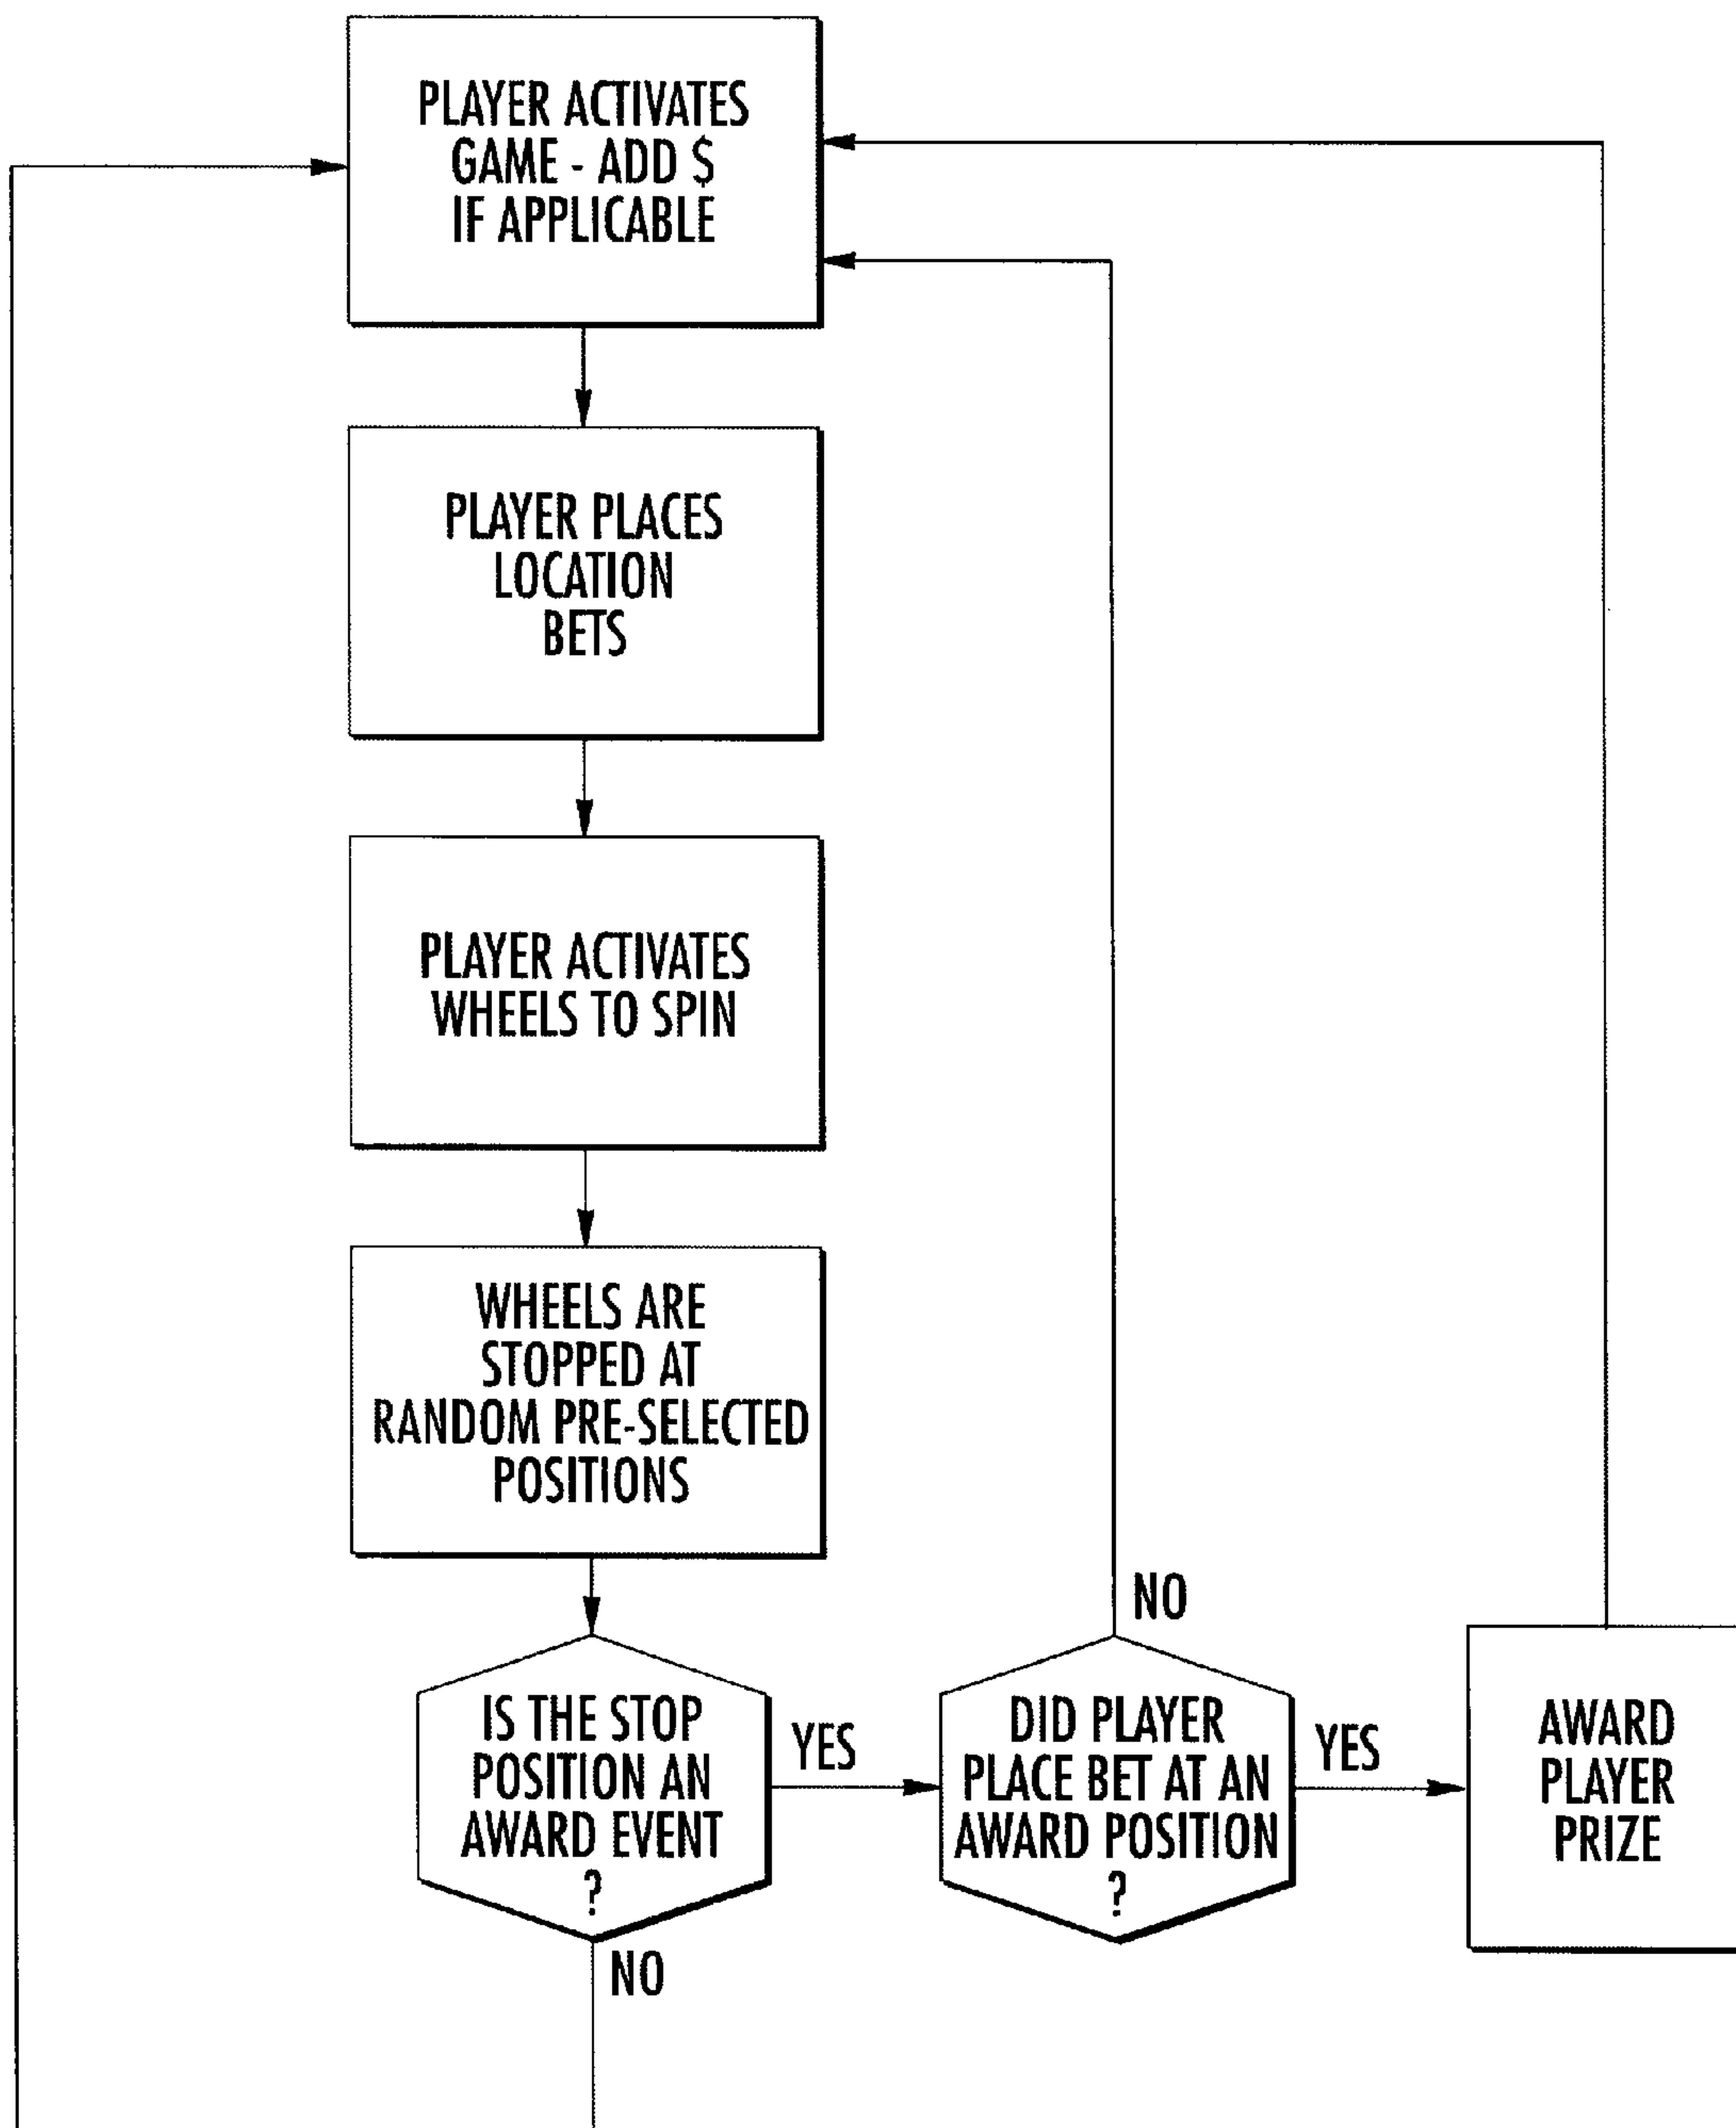 PLAYER ACTIVATES
GAME - ADD $
IF APPLICABLE
PLAYER PLACES
LOCATION
BETS
PLAYER ACTIVATES
WHEELS TO SPIN
WHEELS ARE
STOPPED AT
RANDOM PRE-SELECTED
POSITIONS
IS THE STOP
POSITION AN
AWARD EVENT
?
YES
NO
DID PLAYER
PLACE BET AT AN
AWARD POSITION
?
NO
YES
AWARD
PLAYER
PRIZE